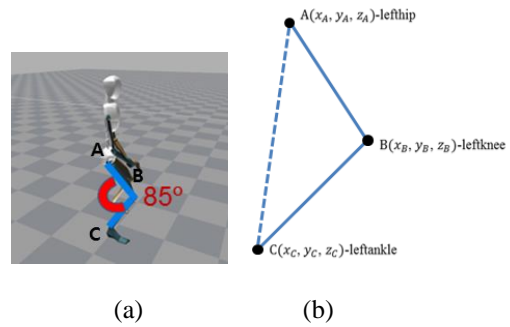 A
B
85°
C
A(x_A, y_A, z_A)-lefthip
B(x_B, y_B, z_B)-leftknee
C(x_C, y_C, z_C)-leftankle
(a)
(b)